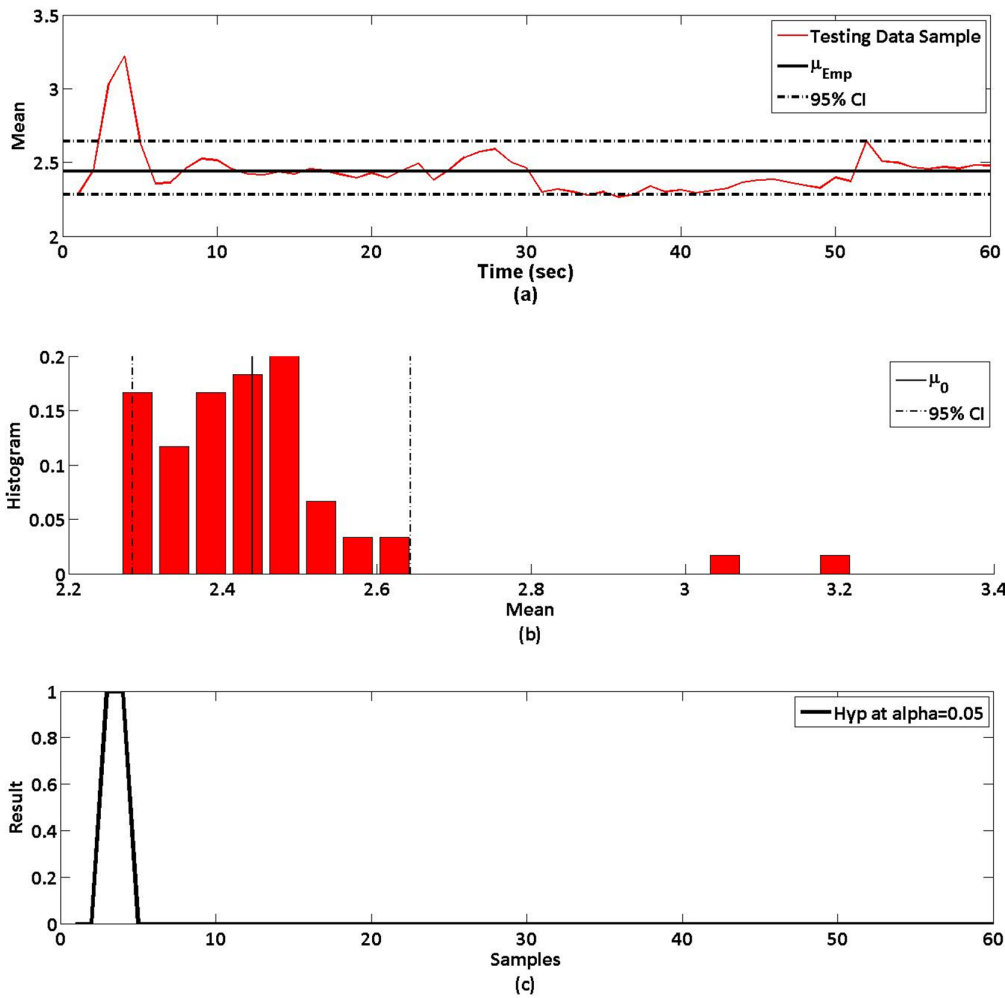 3.5
3
2.5
2
Mean
0
10
20
30
40
50
60
Time (sec)
(a)
Testing Data Sample
μEmp
95% CI
0.2
0.15
0.1
0.05
0
Histogram
2.2
2.4
2.6
2.8
3
3.2
3.4
Mean
(b)
μ0
95% CI
1
0.8
0.6
0.4
0.2
0
Result
0
10
20
30
40
50
60
Samples
(c)
Hyp at alpha=0.05